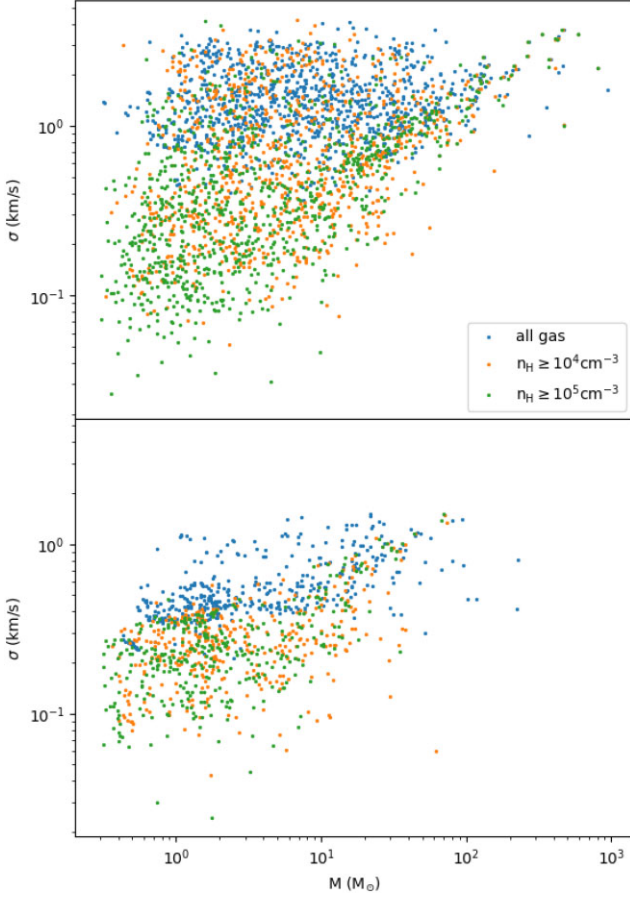 10⁰
σ (km/s)
10⁻¹
all gas
n_H ≥ 10⁴cm⁻³
n_H ≥ 10⁵cm⁻³
10⁰
σ (km/s)
10⁻¹
10⁰ 10¹ 10² 10³
M (M☉)